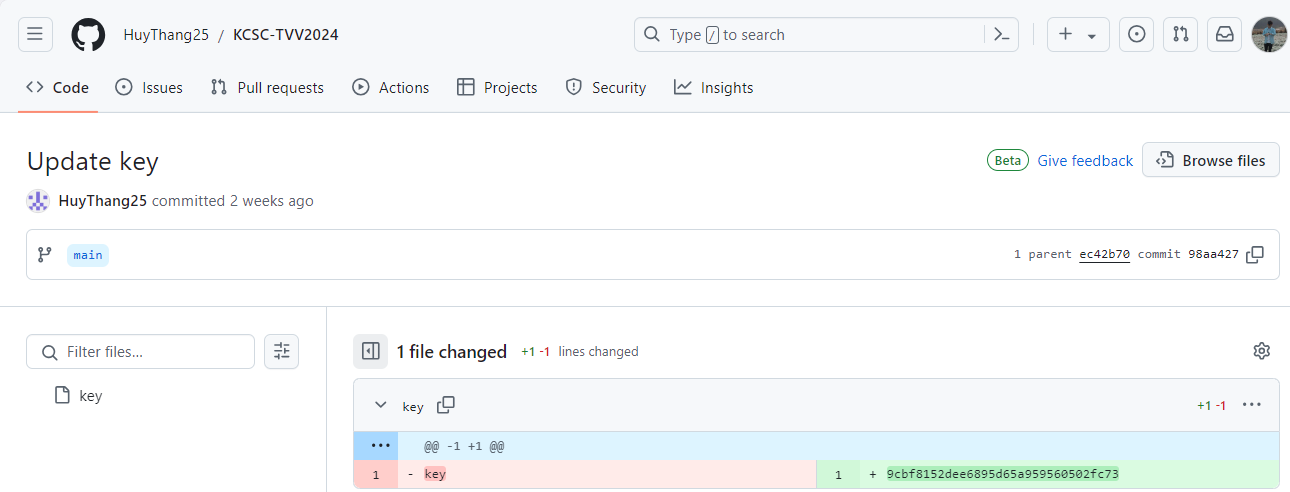 HuyThang25 / KCSC-TVV2024 Type / to search
Code Issues Pull requests Actions Projects Security Insights
Update key Beta Give feedback Browse files
HuyThang25 committed 2 weeks ago
main 1 parent ec42b70 commit 98aa427
Filter files... 1 file changed +1 -1 lines changed
key
key +1 -1
@@ -1 +1 @@
1 - key 1 + 9cbf8152dee6895d65a959560502fc73